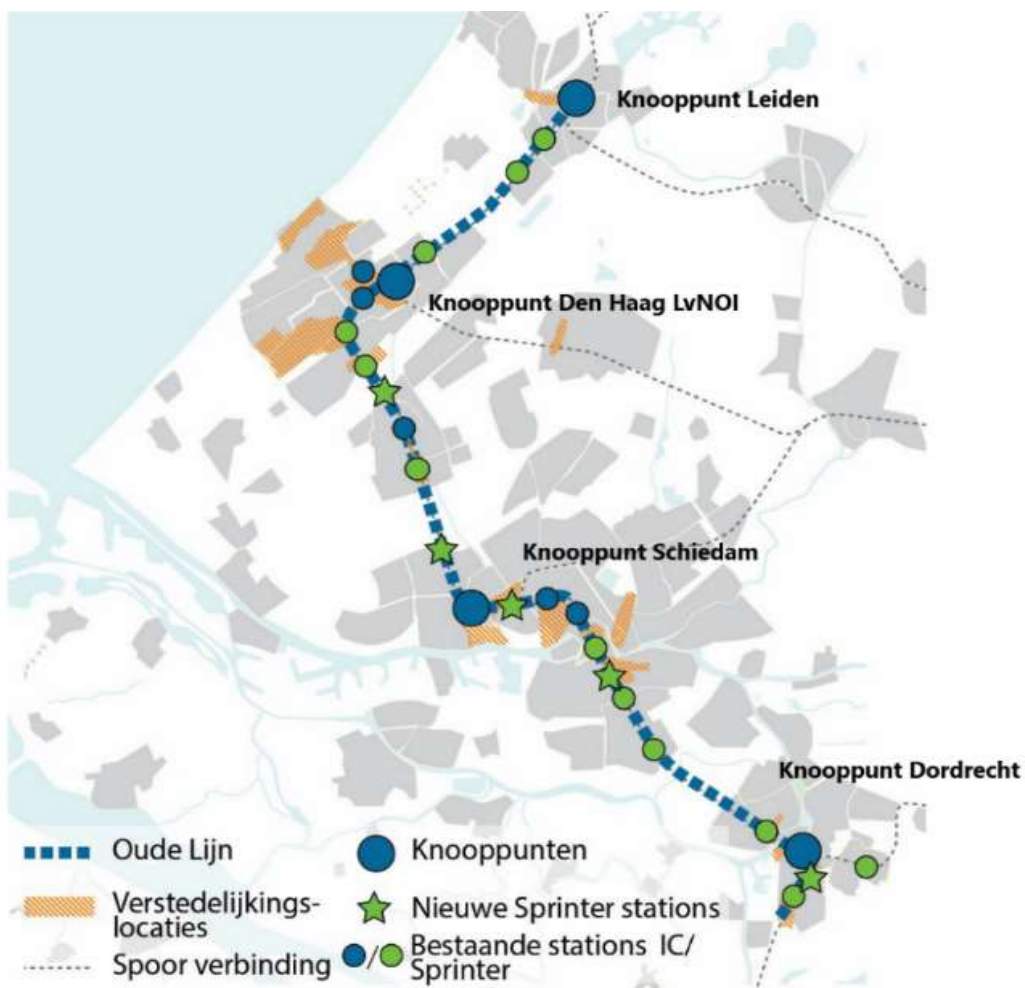 Knooppunt Leiden
Knooppunt Den Haag LvNOI
Knooppunt Schiedam
Knooppunt Dordrecht
Oude Lijn
Knooppunten
Verstedelijkings-
locaties
Nieuwe Sprinter stations
Spoor verbinding
/
Bestaande stations IC/
Sprinter